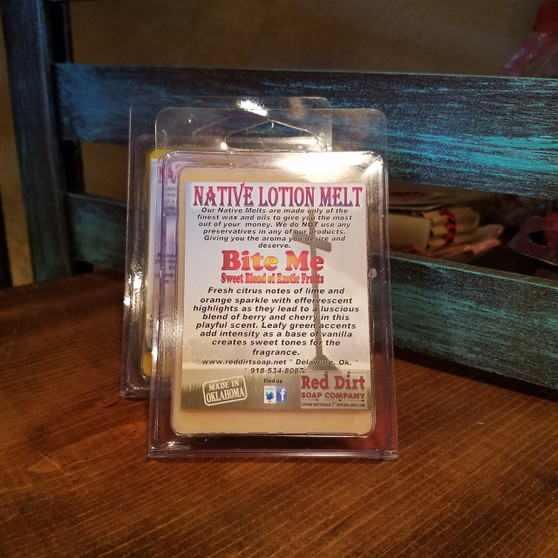 NATIVE LOTION MELT
Our Native Melts are made only of the
finest wax and oils to give you the most
out of your money. We do NOT use any
preservatives in any of our products.
Giving you the aroma you desire and
deserve.
Bite Me
Sweet Blend of Exotic Fruits
Fresh citrus notes of lime and
orange sparkle with effervescent
highlights as they lead to a luscious
blend of berry and cherry in this
playful scent. Leafy green accents
add intensity as a base of vanilla
creates sweet tones for the
fragrance.
* www.reddirtsoap.net * Delaware, Ok. *
* 918-534-8087
MADE IN
OKLAHOMA
Find us
Red Dirt
SOAP COMPANY